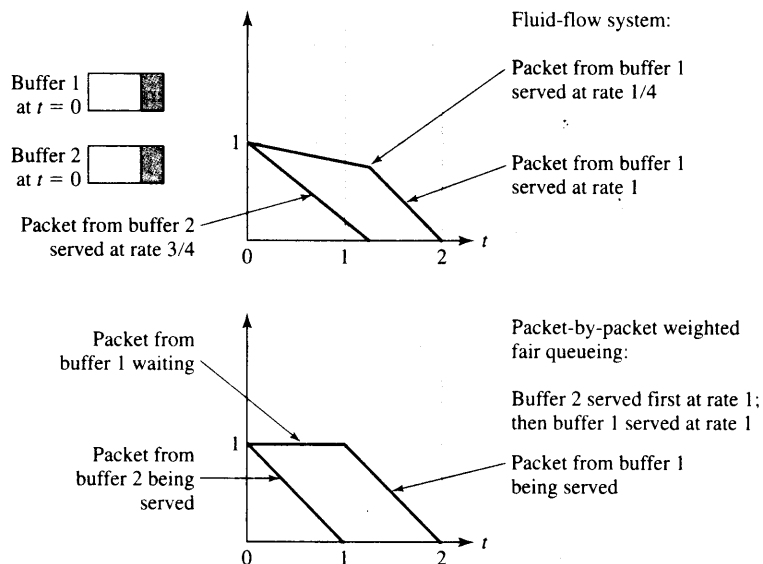 Fluid-flow system:
Buffer 1
at t = 0
Packet from buffer 1
served at rate 1/4
1
Buffer 2
at t = 0
Packet from buffer 1
served at rate 1
Packet from buffer 2
served at rate 3/4
t
0
1
2
Packet from
buffer 1 waiting
Packet-by-packet weighted
fair queueing:
Buffer 2 served first at rate 1;
then buffer 1 served at rate 1
1
Packet from
buffer 2 being
served
Packet from buffer 1
being served
t
0
1
2